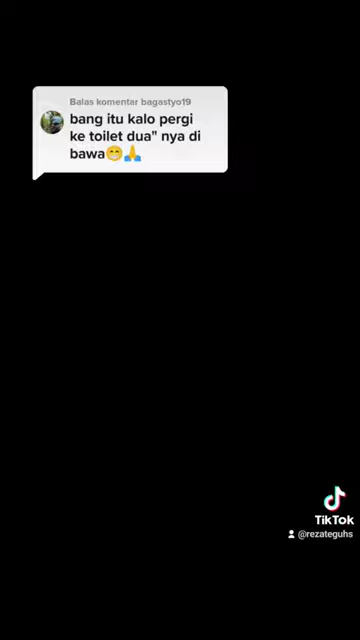 Balas komentar bagastyo19
bang itu kalo pergi
ke toilet dua" nya di
bawa😁🙏
TikTok
@rezateguhs